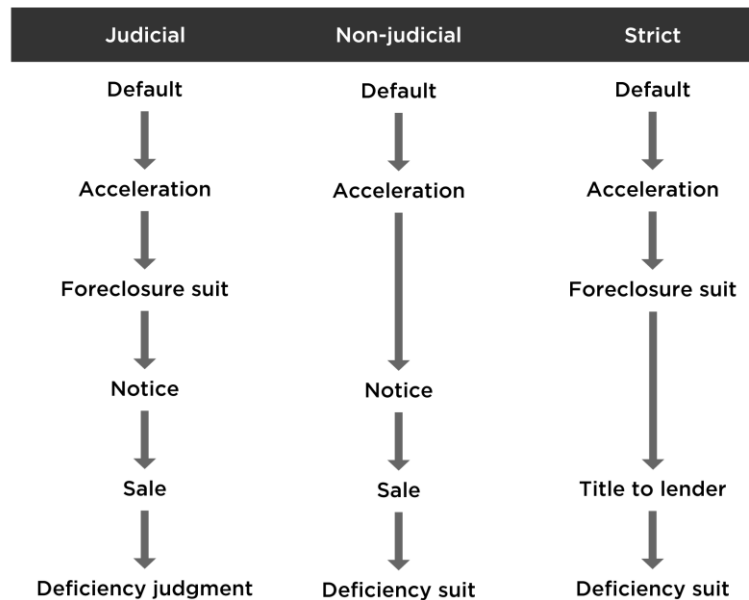 Judicial Non-judicial Strict
Default Default Default
Acceleration Acceleration Acceleration
Foreclosure suit Foreclosure suit
Notice Notice
Sale Sale Title to lender
Deficiency judgment Deficiency suit Deficiency suit